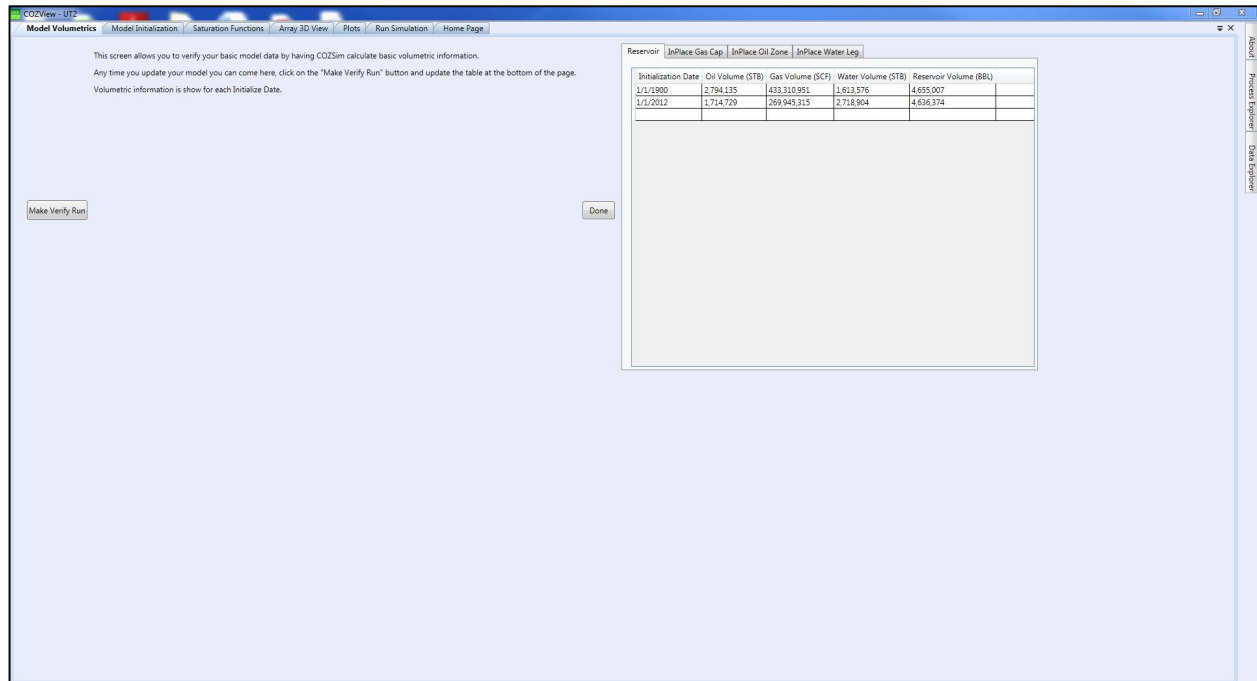 COZView - UT2
Model Volumetrics Model Initialization Saturation Functions Array 3D View Plots Run Simulation Home Page
This screen allows you to verify your basic model data by having COZSim calculate basic volumetric information.
Any time you update your model you can come here, click on the "Make Verify Run" button and update the table at the bottom of the page.
Volumetric information is show for each Initialize Date.
Make Verify Run
Done
Reservoir InPlace Gas Cap InPlace Oil Zone InPlace Water Leg
Initialization Date Oil Volume (STB) Gas Volume (SCF) Water Volume (STB) Reservoir Volume (BBL)
1/1/1900 2,794,135 433,310,951 1,613,576 4,655,007
1/1/2012 1,714,729 269,945,315 2,718,904 4,636,374
About
Process Explorer
Data Explorer